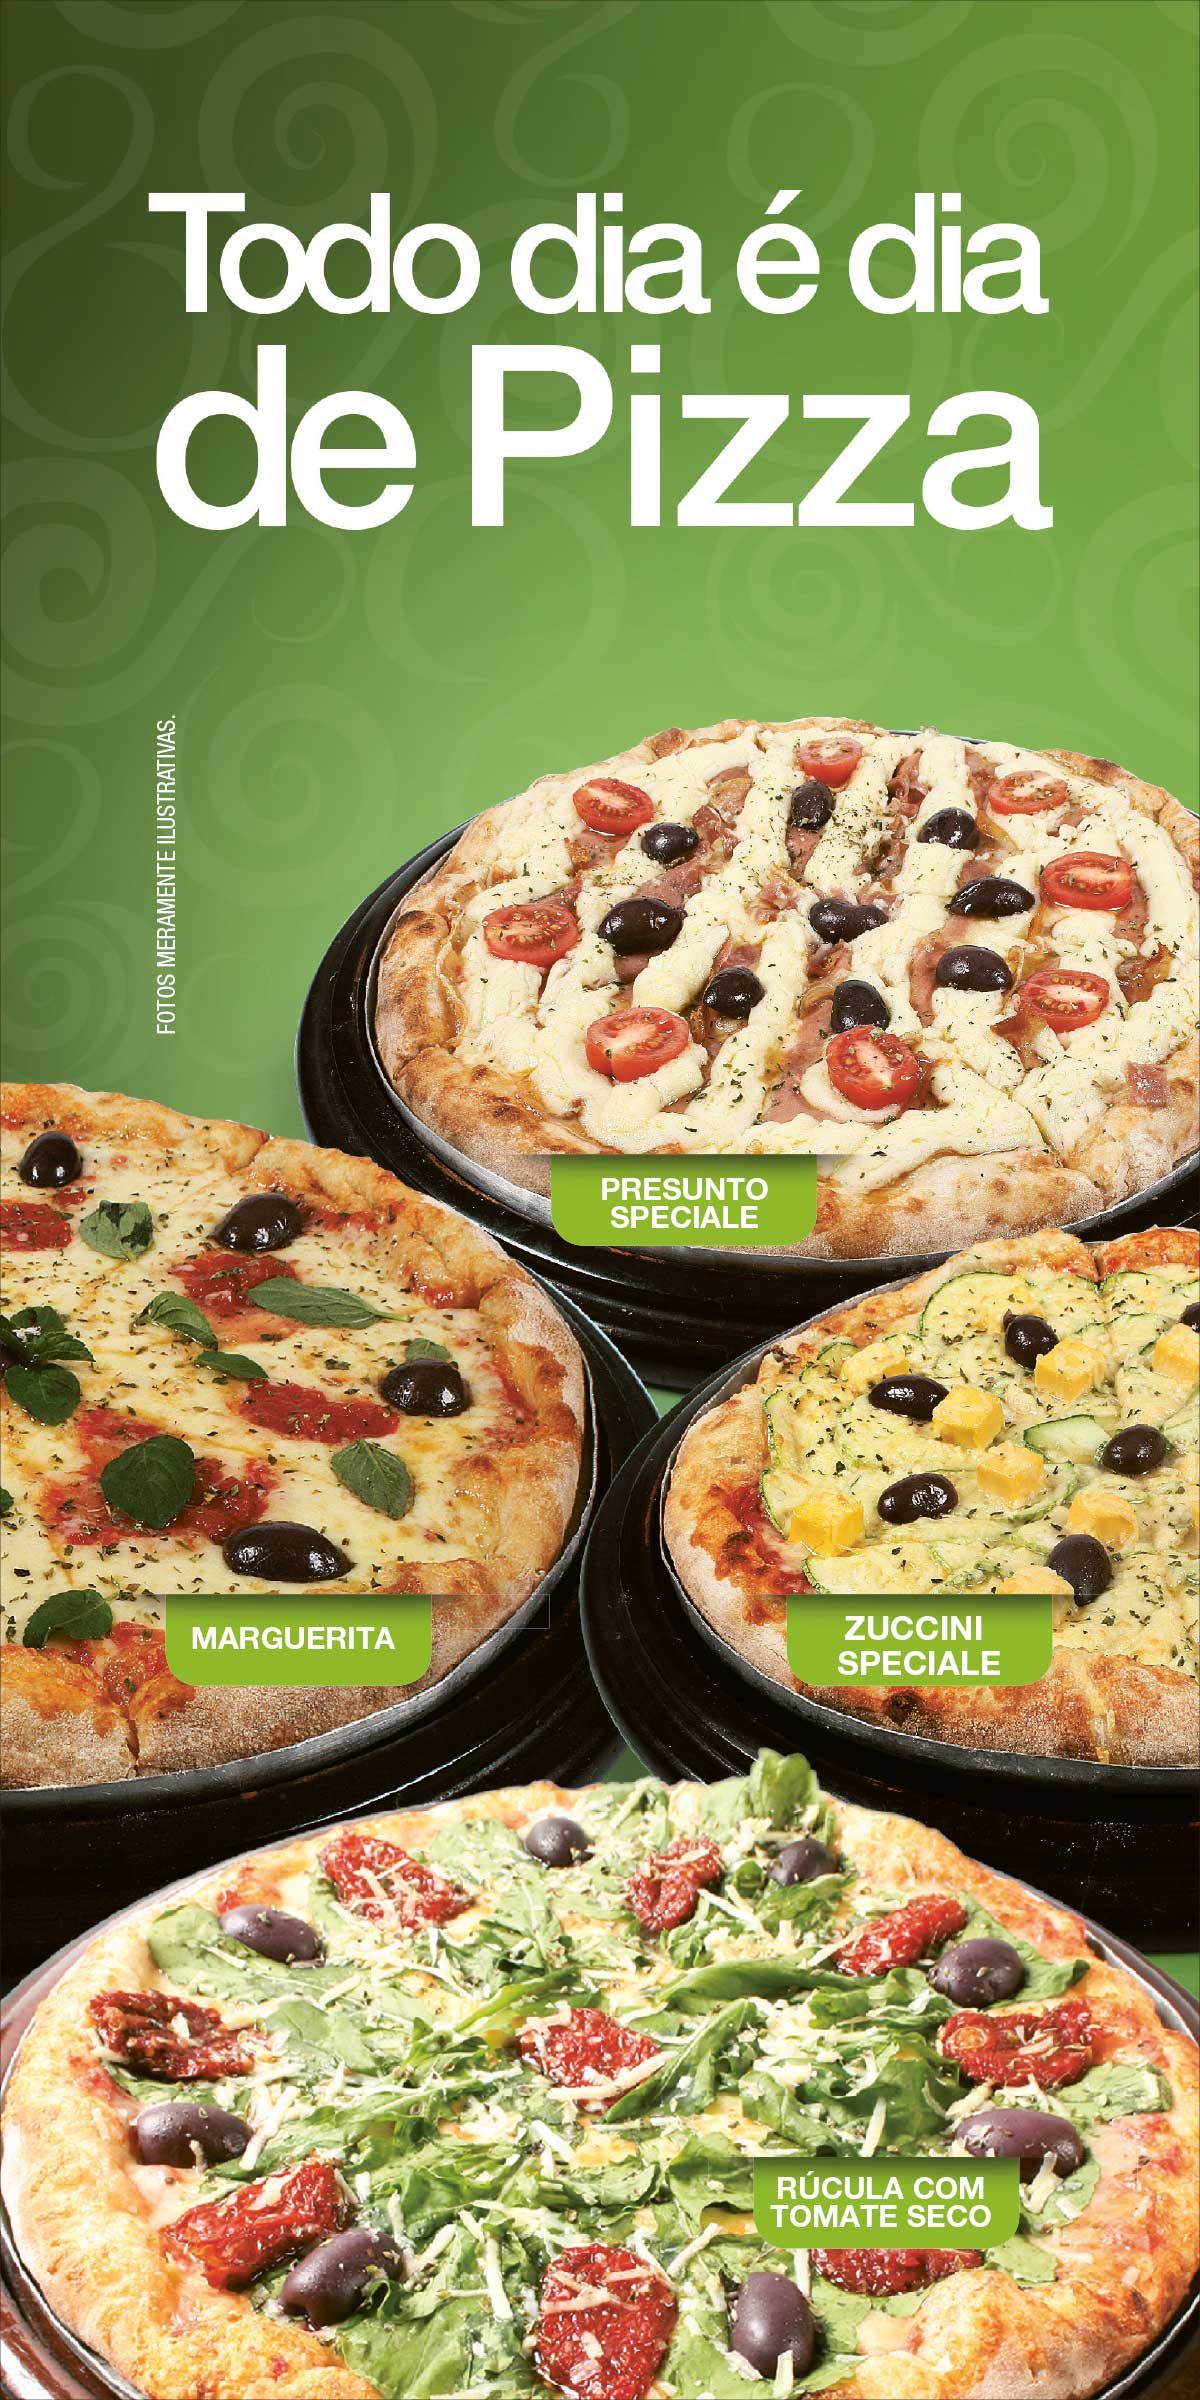 Todo dia é dia
de Pizza
FOTOS MERAMENTE ILUSTRATIVAS.
PRESUNTO
SPECIALE
MARGUERITA
ZUCCINI
SPECIALE
RÚCULA COM
TOMATE SECO